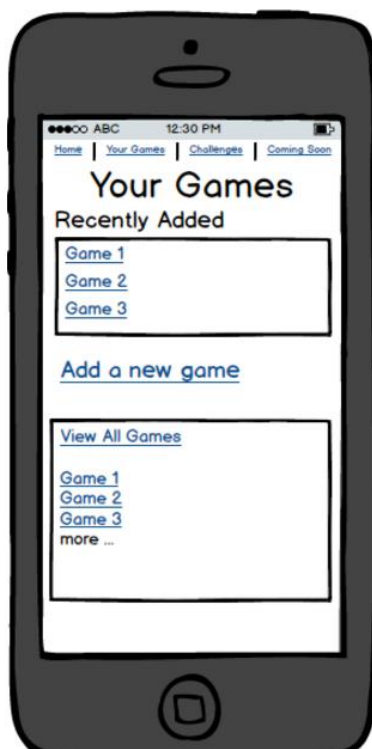 ABC 12:30 PM
Home Your Games Challenges Coming Soon
Your Games
Recently Added
Game 1
Game 2
Game 3
Add a new game
View All Games
Game 1
Game 2
Game 3
more ...